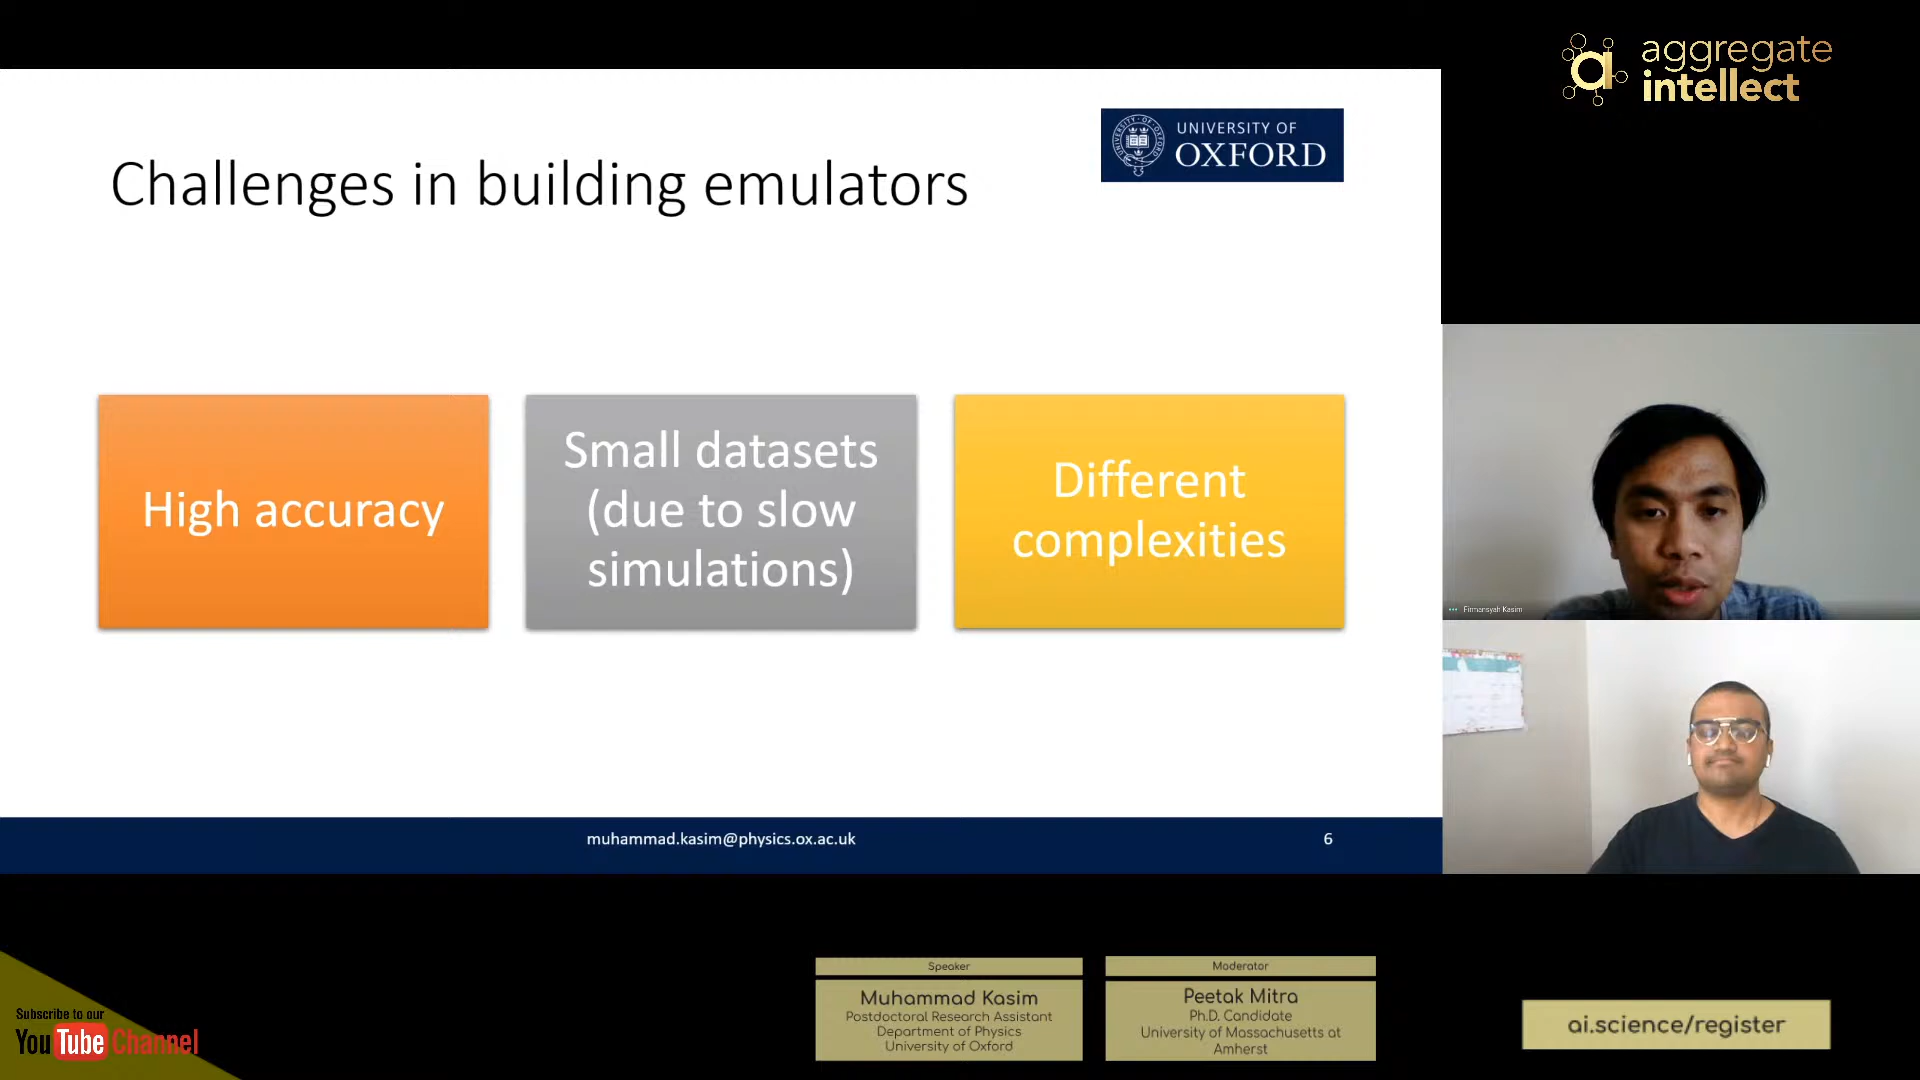 aggregate
intellect
UNIVERSITY OF
OXFORD
Challenges in building emulators
High accuracy
Small datasets
(due to slow
simulations)
Different
complexities
Firmansyah Kasim
muhammad.kasim@physics.ox.ac.uk
6
Speaker
Muhammad Kasim
Postdoctoral Research Assistant
Department of Physics
University of Oxford
Moderator
Peetak Mitra
Ph.D. Candidate
University of Massachusetts at
Amherst
Subscribe to our
YouTube Channel
ai.science/register